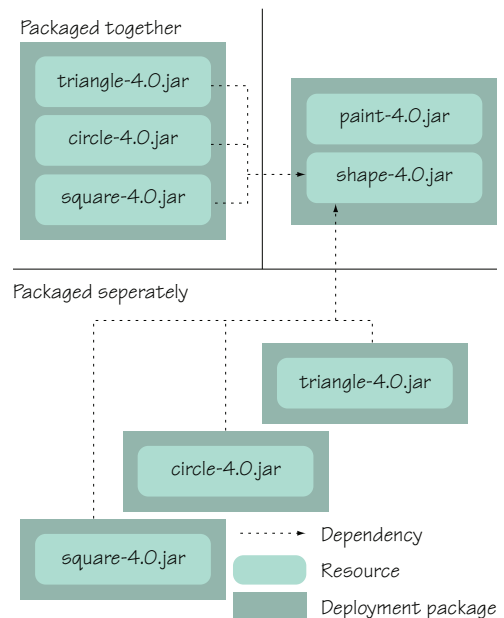 Packaged together
triangle-4.0.jar
circle-4.0.jar
square-4.0.jar
paint-4.0.jar
shape-4.0.jar
Packaged seperately
triangle-4.0.jar
circle-4.0.jar
square-4.0.jar
Dependency
Resource
Deployment package